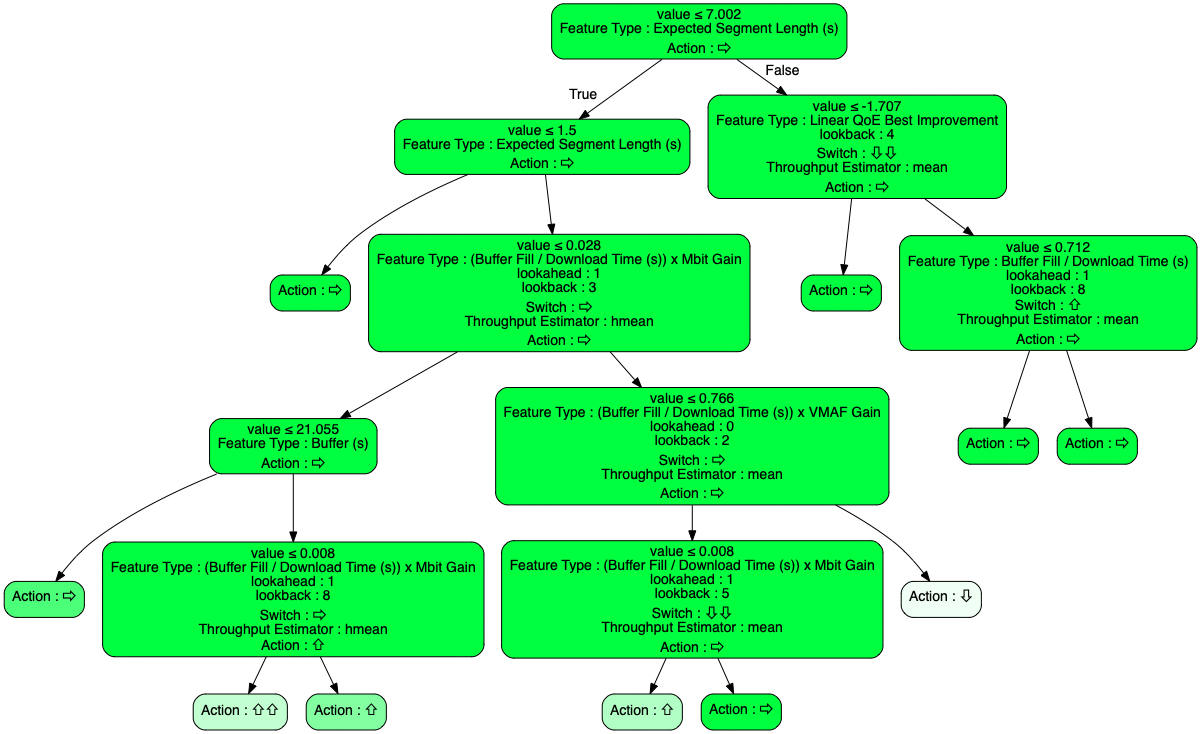 value ≤ 7.002
Feature Type : Expected Segment Length (s)
Action : ⇨
True
False
value ≤ 1.5
Feature Type : Expected Segment Length (s)
Action : ⇨
value ≤ -1.707
Feature Type : Linear QoE Best Improvement
lookback : 4
Switch : ⇩⇩
Throughput Estimator : mean
Action : ⇨
Action : ⇨
value ≤ 0.028
Feature Type : (Buffer Fill / Download Time (s)) x Mbit Gain
lookahead : 1
lookback : 3
Switch : ⇨
Throughput Estimator : hmean
Action : ⇨
Action : ⇨
value ≤ 0.712
Feature Type : Buffer Fill / Download Time (s)
lookahead : 1
lookback : 8
Switch : ⇧
Throughput Estimator : mean
Action : ⇨
value ≤ 21.055
Feature Type : Buffer (s)
Action : ⇨
value ≤ 0.766
Feature Type : (Buffer Fill / Download Time (s)) x VMAF Gain
lookahead : 0
lookback : 2
Switch : ⇨
Throughput Estimator : mean
Action : ⇨
Action : ⇨
Action : ⇨
Action : ⇨
value ≤ 0.008
Feature Type : (Buffer Fill / Download Time (s)) x Mbit Gain
lookahead : 1
lookback : 8
Switch : ⇨
Throughput Estimator : hmean
Action : ⇧
value ≤ 0.008
Feature Type : (Buffer Fill / Download Time (s)) x Mbit Gain
lookahead : 1
lookback : 5
Switch : ⇩⇩
Throughput Estimator : mean
Action : ⇨
Action : ⇩
Action : ⇧⇧
Action : ⇧
Action : ⇧
Action : ⇨